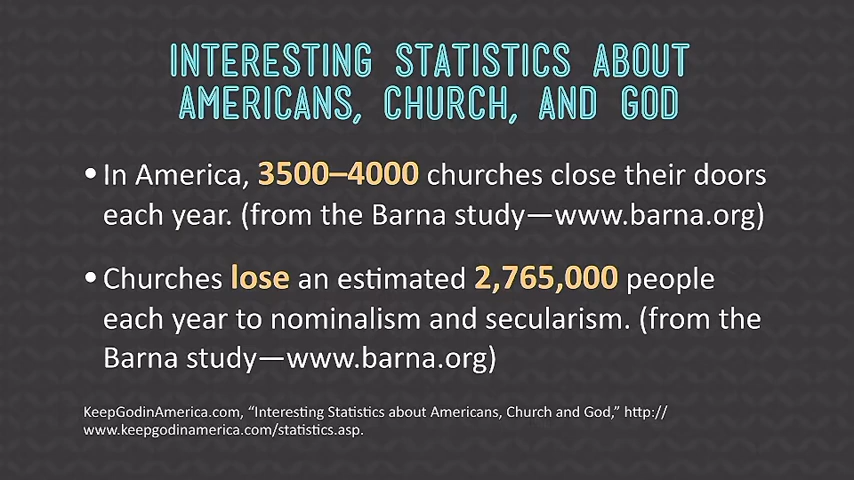 INTERESTING STATISTICS ABOUT
AMERICANS, CHURCH, AND GOD
•In America, 3500–4000 churches close their doors
each year. (from the Barna study—www.barna.org)
•Churches lose an estimated 2,765,000 people
each year to nominalism and secularism. (from the
Barna study—www.barna.org)
KeepGodinAmerica.com, “Interesting Statistics about Americans, Church and God,” http://
www.keepgodinamerica.com/statistics.asp.